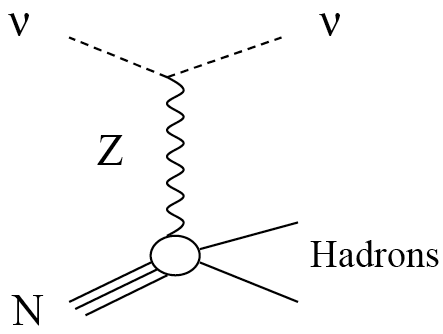 ν ν
Z
Hadrons
N